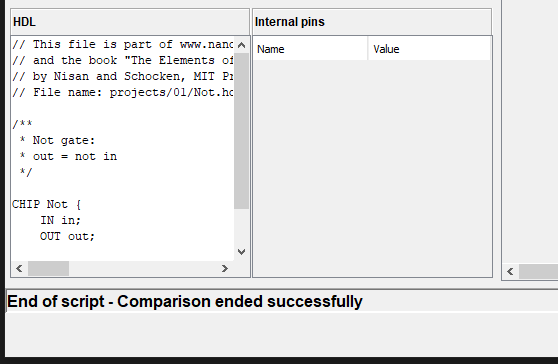 HDL
// This file is part of www.nand
// and the book "The Elements of
// by Nisan and Schocken, MIT Pr
// File name: projects/01/Not.hd
/**
* Not gate:
* out = not in
*/
CHIP Not {
IN in;
OUT out;
Internal pins
Name Value
End of script - Comparison ended successfully